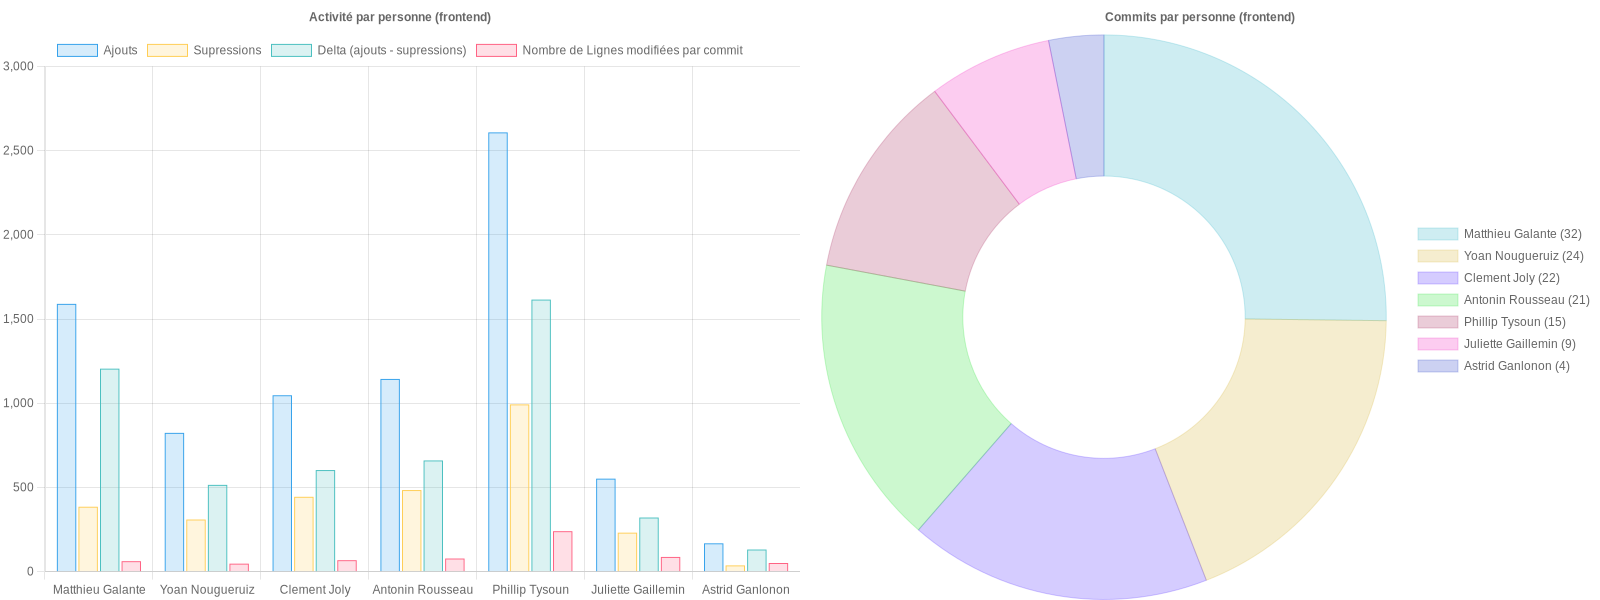 Activité par personne (frontend)
Ajouts
Supressions
Delta (ajouts - supressions)
Nombre de Lignes modifiées par commit
3,000
2,500
2,000
1,500
1,000
500
0
Matthieu Galante
Yoan Nougueruiz
Clement Joly
Antonin Rousseau
Phillip Tysoun
Juliette Gaillemin
Astrid Ganlonon
Commits par personne (frontend)
Matthieu Galante (32)
Yoan Nougueruiz (24)
Clement Joly (22)
Antonin Rousseau (21)
Phillip Tysoun (15)
Juliette Gaillemin (9)
Astrid Ganlonon (4)